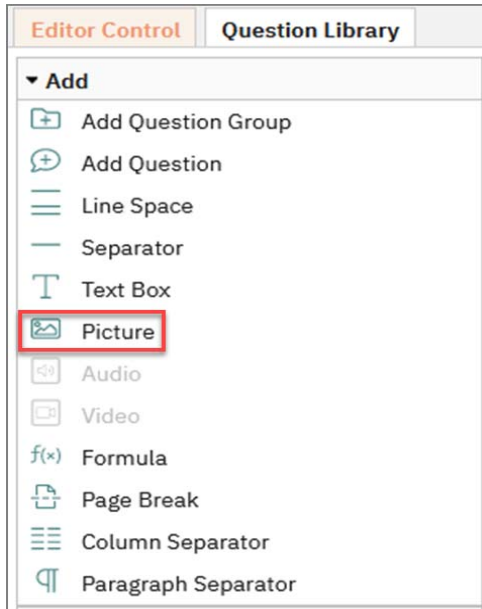 Editor Control Question Library
Add
Add Question Group
Add Question
Line Space
Separator
T Text Box
Picture
Audio
Video
f(x) Formula
Page Break
Column Separator
¶ Paragraph Separator